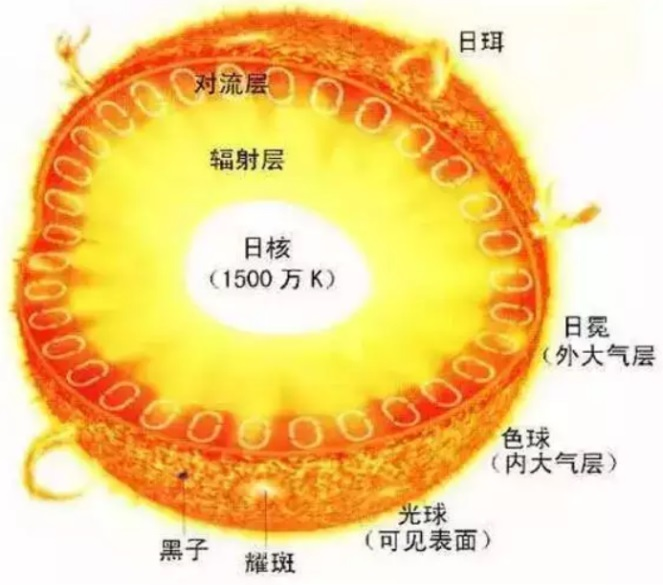 日珥
对流层
辐射层
日核
（1500 万 K）
日冕
（外大气层
色球
（内大气层）
光球
（可见表面）
黑子
耀斑